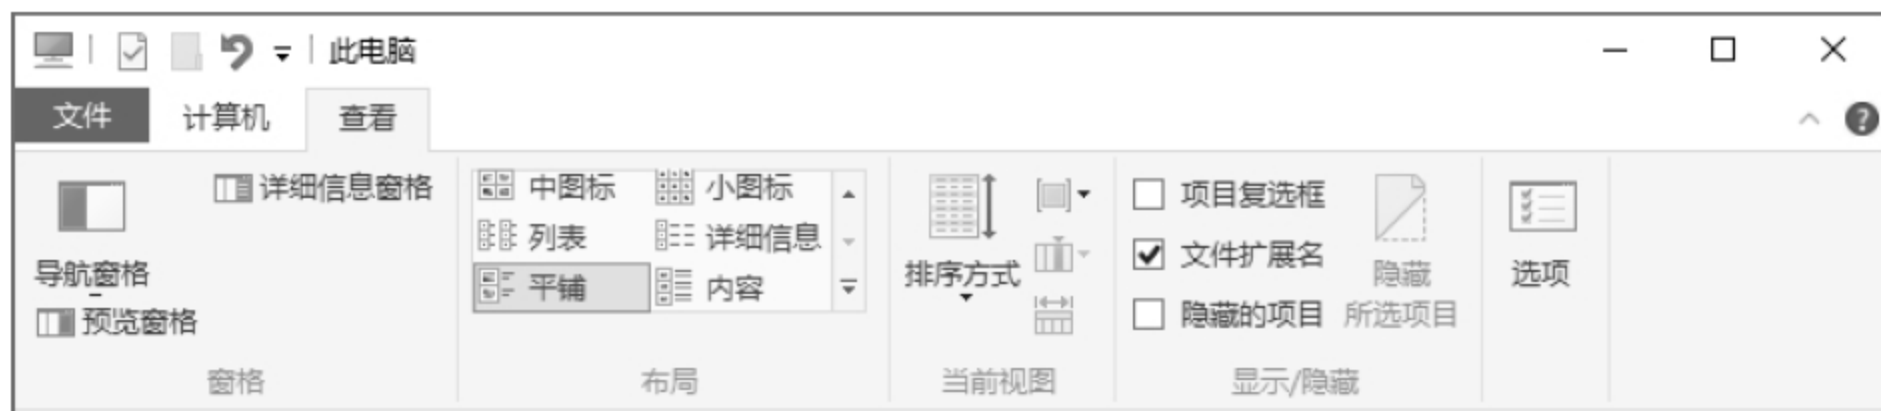 此电脑
文件 计算机 查看
导航窗格
预览窗格
详细信息窗格
窗格
中图标 小图标
列表 详细信息
平铺 内容
布局
排序方式
当前视图
项目复选框
文件扩展名
隐藏的项目
隐藏
所选项目
显示/隐藏
选项